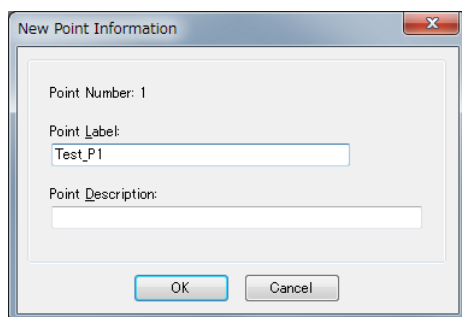 New Point Information
Point Number: 1
Point Label:
Test_P1
Point Description:
OK Cancel